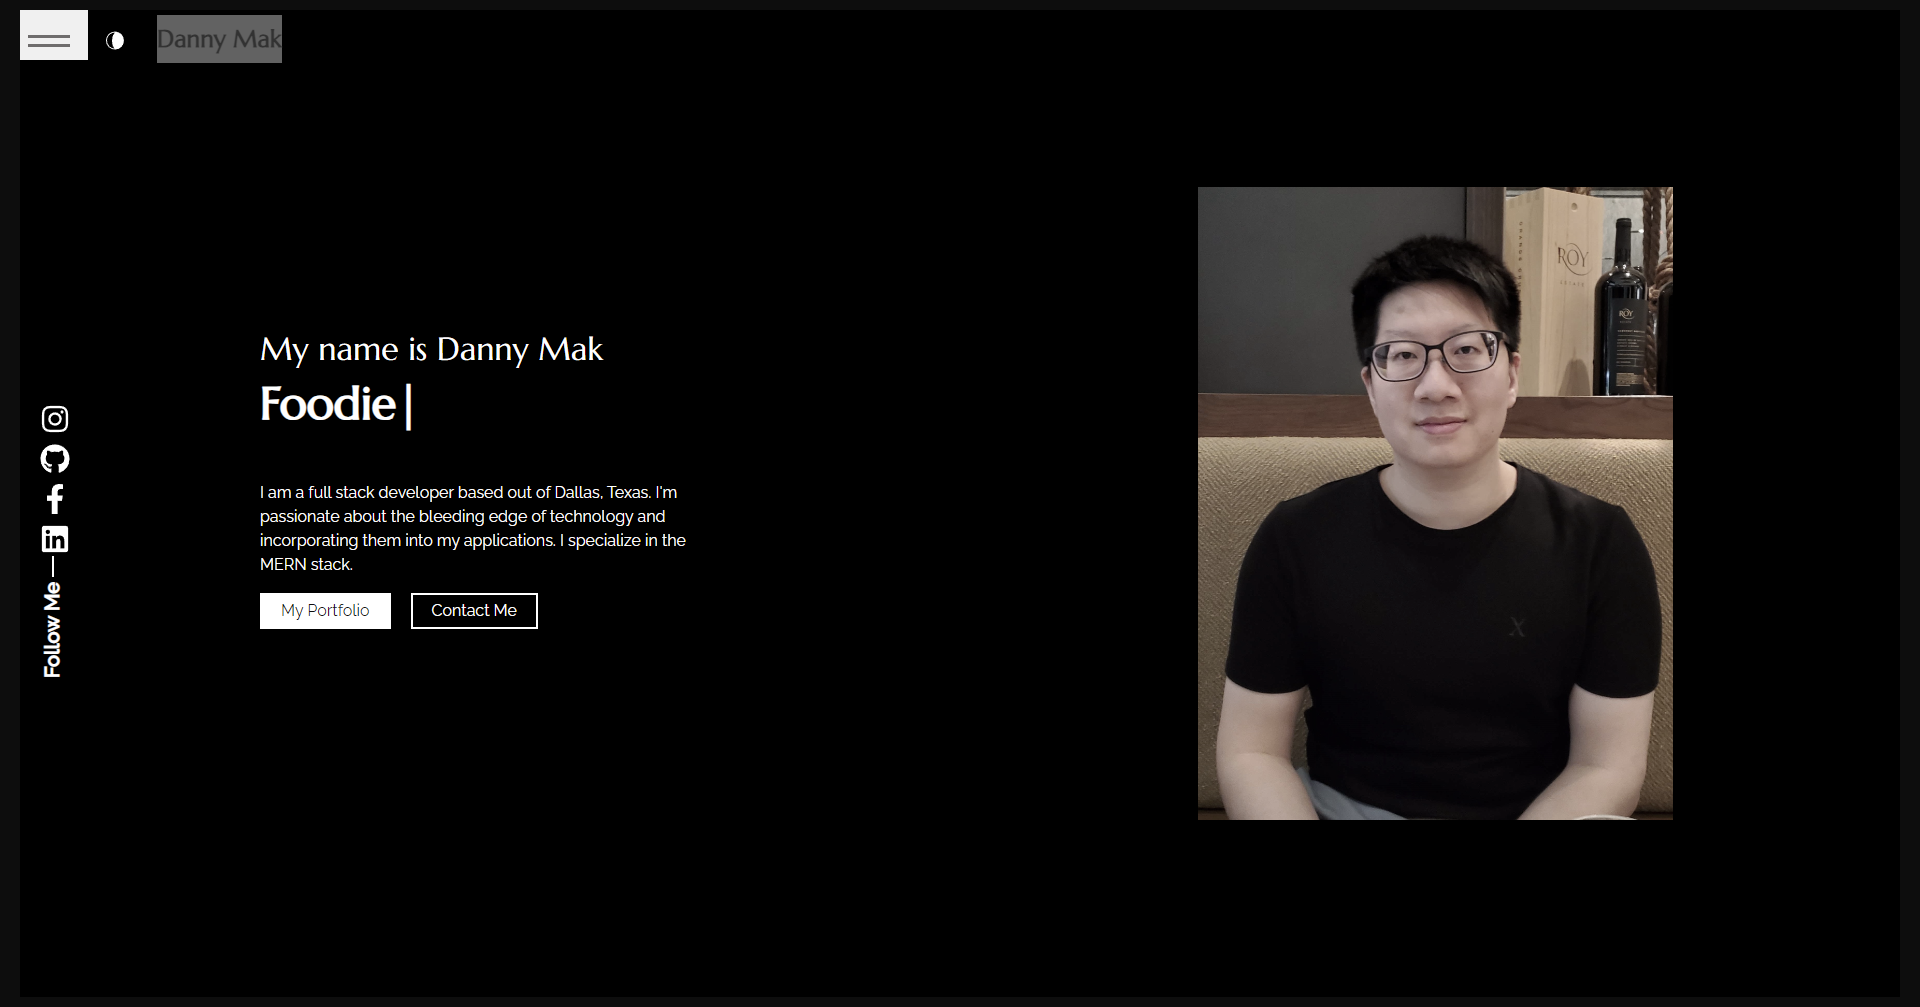 Danny Mak
My name is Danny Mak
Foodie
I am a full stack developer based out of Dallas, Texas. I'm
passionate about the bleeding edge of technology and
incorporating them into my applications. I specialize in the
MERN stack.
My Portfolio
Contact Me
Follow Me
ROY
ESTATE
ROY
X